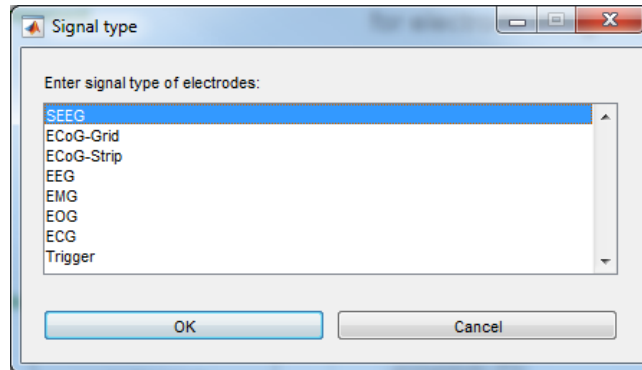 Signal type
Enter signal type of electrodes:
SEEG
ECoG-Grid
ECoG-Strip
EEG
EMG
EOG
ECG
Trigger
OK
Cancel